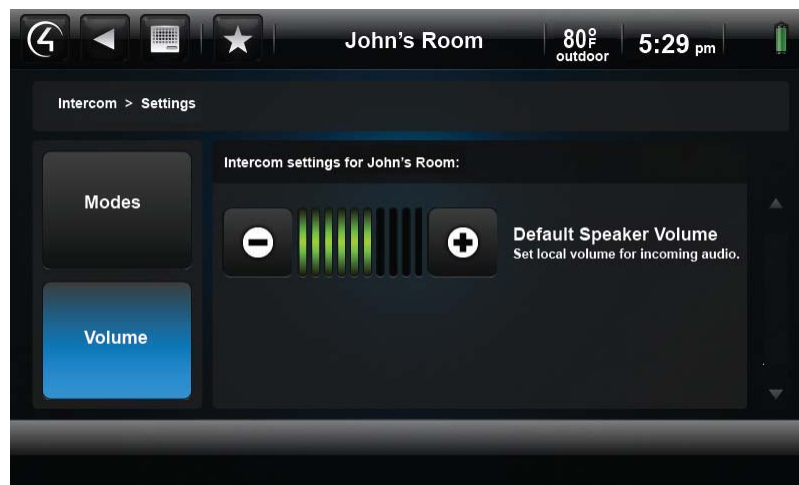 John's Room
80°F
outdoor
5:29 pm
Intercom > Settings
Modes
Volume
Intercom settings for John's Room:
Default Speaker Volume
Set local volume for incoming audio.